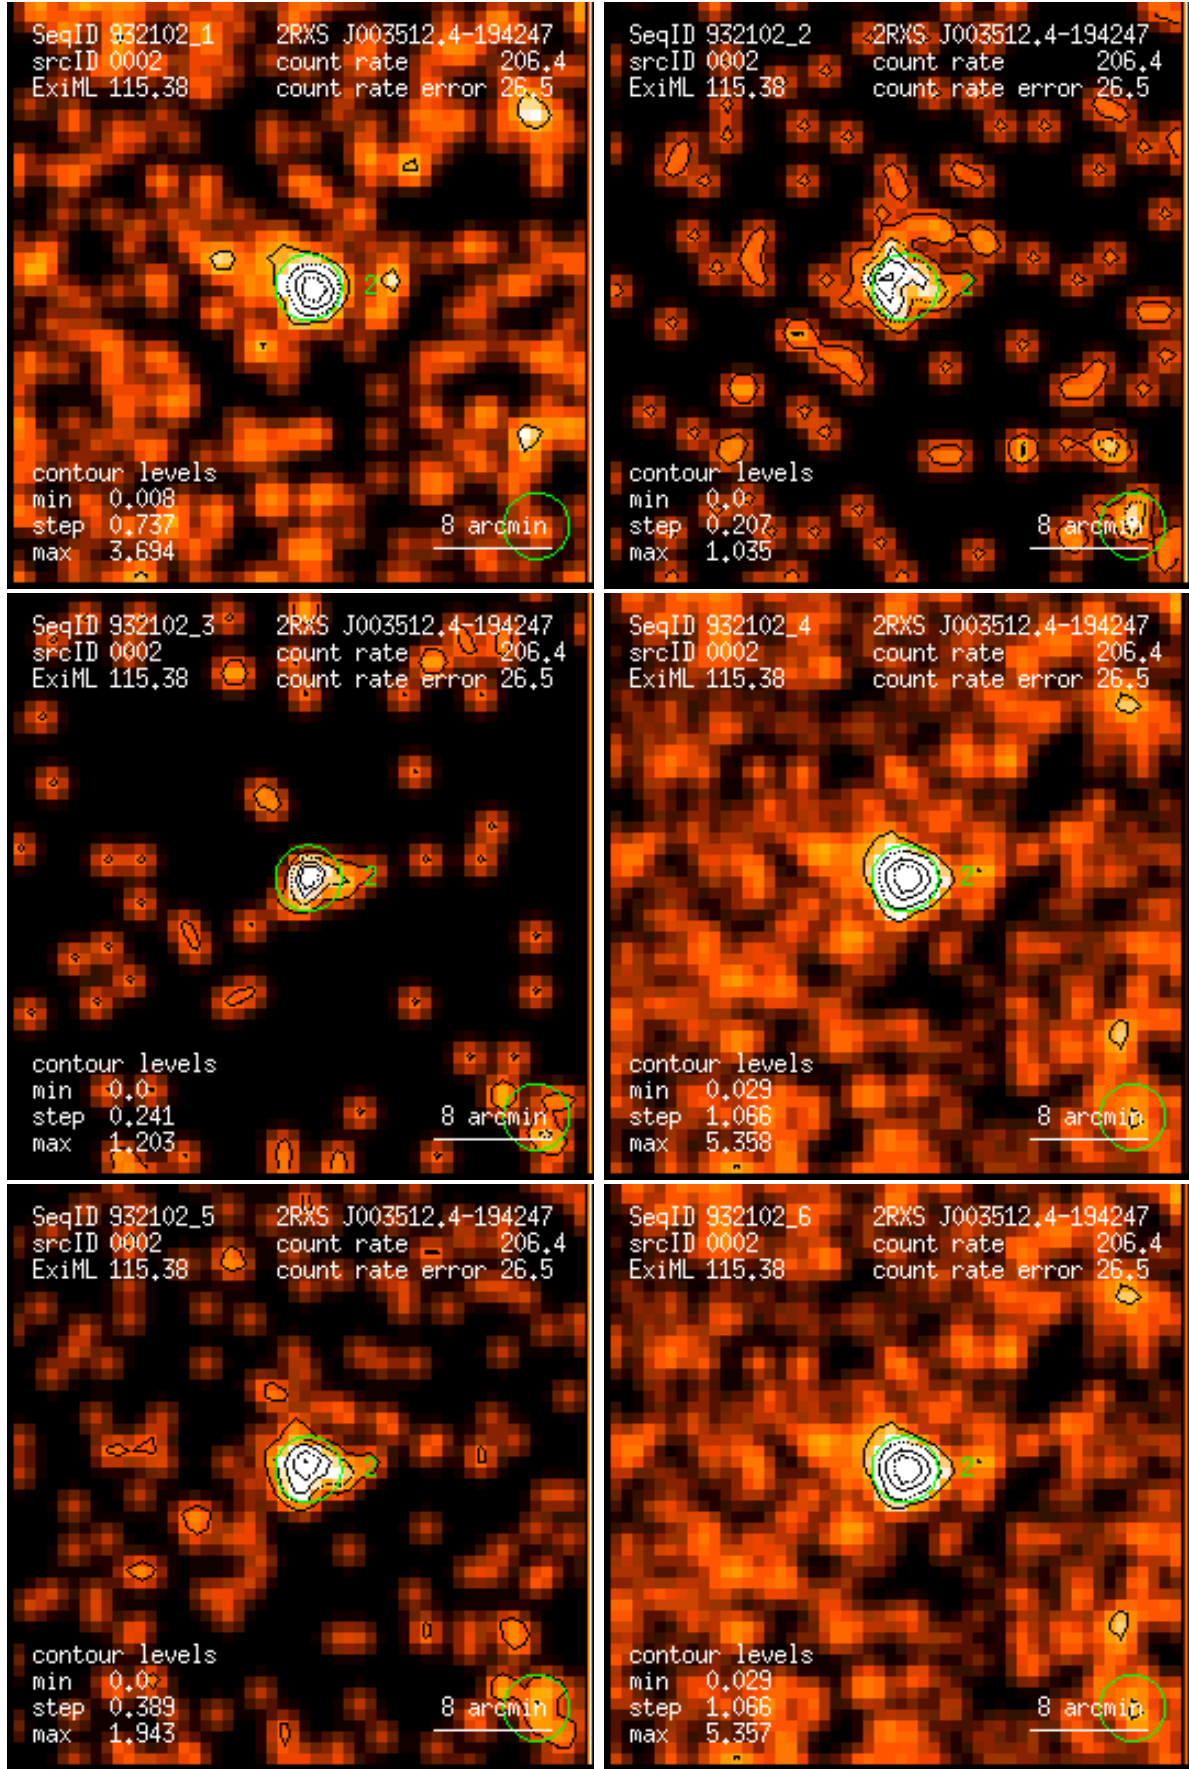 SeqID 932102_1 2RXS J003512.4-194247
srcID 0002 count rate 206.4
ExiML 115.38 count rate error 26.5
2
contour levels
min 0.008
step 0.737 8 arcmin
max 3.694
SeqID 932102_2 2RXS J003512.4-194247
srcID 0002 count rate 206.4
ExiML 115.38 count rate error 26.5
2
contour levels
min 0.0
step 0.207 8 arcmin
max 1.035
SeqID 932102_3 2RXS J003512.4-194247
srcID 0002 count rate 206.4
ExiML 115.38 count rate error 26.5
2
contour levels
min 0.0
step 0.241 8 arcmin
max 1.203
SeqID 932102_4 2RXS J003512.4-194247
srcID 0002 count rate 206.4
ExiML 115.38 count rate error 26.5
2
contour levels
min 0.029
step 1.066 8 arcmin
max 5.358
SeqID 932102_5 2RXS J003512.4-194247
srcID 0002 count rate 206.4
ExiML 115.38 count rate error 26.5
2
contour levels
min 0.0
step 0.389 8 arcmin
max 1.943
SeqID 932102_6 2RXS J003512.4-194247
srcID 0002 count rate 206.4
ExiML 115.38 count rate error 26.5
2
contour levels
min 0.029
step 1.066 8 arcmin
max 5.357